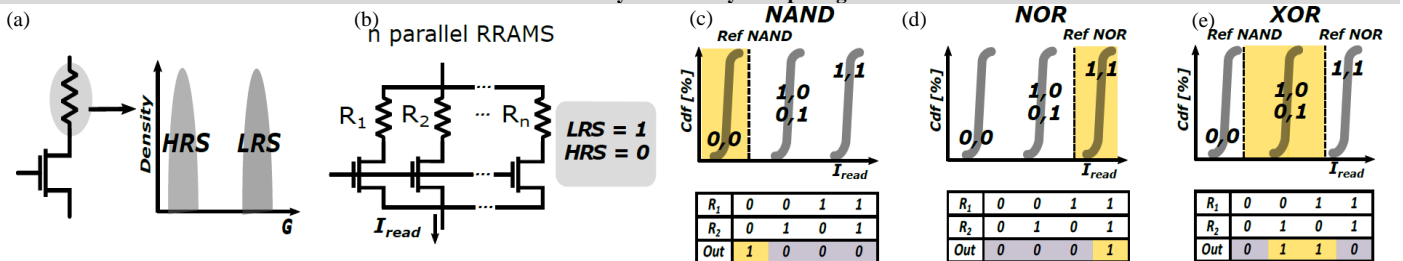 (a)
HRS
LRS
Density
G
(b)
n parallel RRAMS
R1
R2
...
Rn
...
LRS = 1
HRS = 0
Iread
(c)
NAND
Ref NAND
Cdf [%]
0,0
1,0
0,1
1,1
Iread
R1 0 0 1 1
R2 0 1 0 1
Out 1 0 0 0
(d)
NOR
Ref NOR
Cdf [%]
0,0
1,0
0,1
1,1
Iread
R1 0 0 1 1
R2 0 1 0 1
Out 0 0 0 1
(e)
XOR
Ref NAND
Ref NOR
Cdf [%]
0,0
1,0
0,1
1,1
Iread
R1 0 0 1 1
R2 0 1 0 1
Out 0 1 1 0